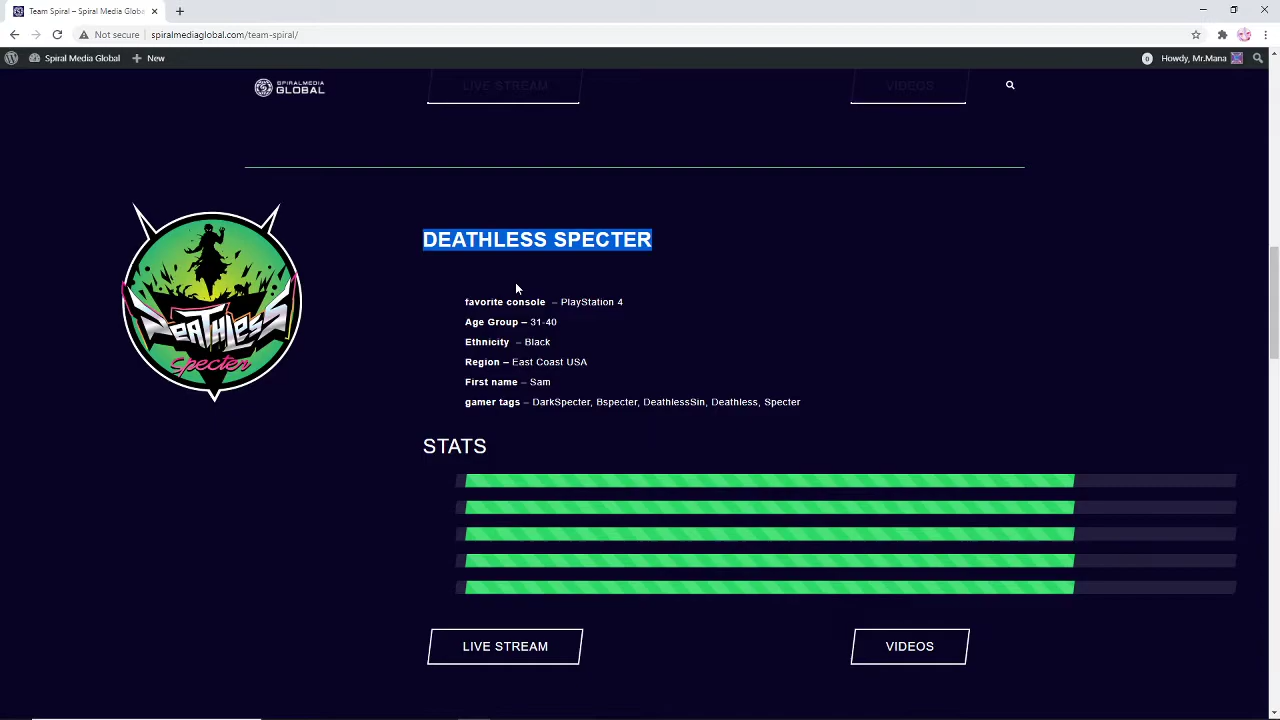 Team Spiral – Spiral Media Global
Not secure
spiralmediaglobal.com/team-spiral/
Spiral Media Global
New
0
Howdy, Mr.Mana
SPIRALMEDIA
GLOBAL
LIVE STREAM
VIDEOS
DEATHLESS SPECTER
Deathless
Specter
favorite console – PlayStation 4
Age Group – 31-40
Ethnicity – Black
Region – East Coast USA
First name – Sam
gamer tags – DarkSpecter, Bspecter, DeathlessSin, Deathless, Specter
STATS
LIVE STREAM
VIDEOS